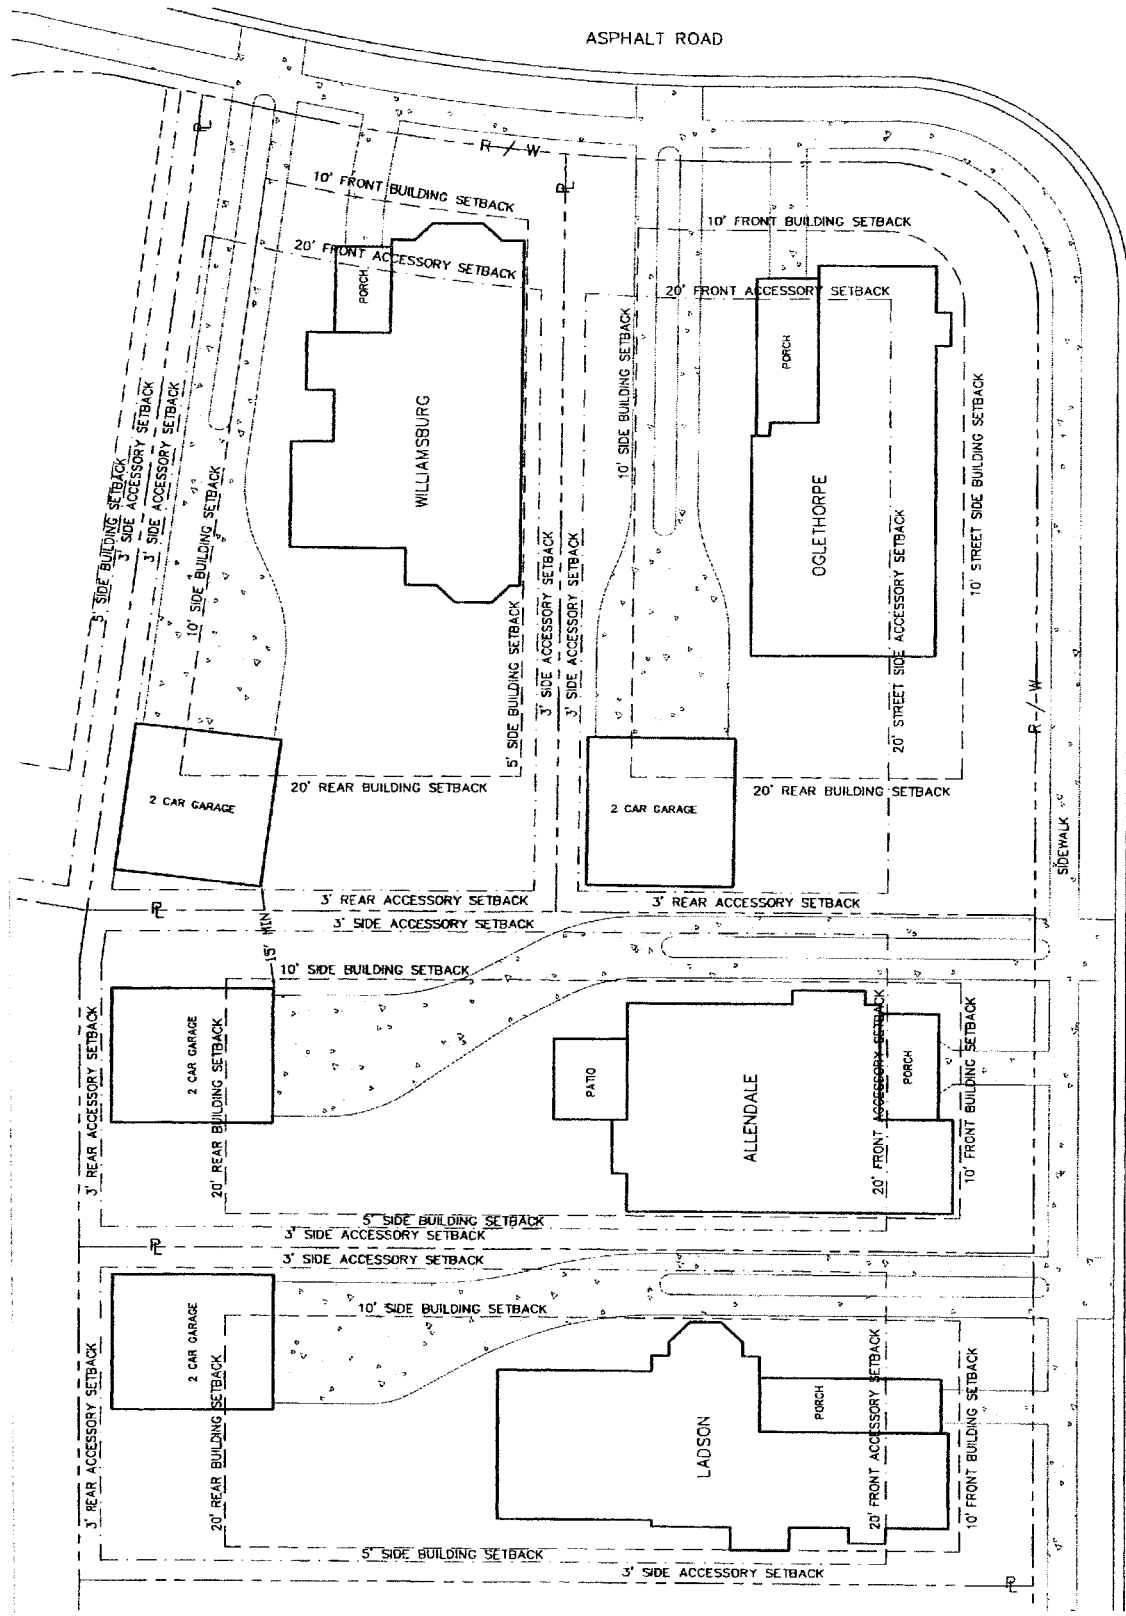 ASPHALT ROAD
PL
R / W
PL
10' FRONT BUILDING SETBACK
20' FRONT ACCESSORY SETBACK
PORCH
WILLIAMSBURG
5' SIDE BUILDING SETBACK
3' SIDE ACCESSORY SETBACK
3' SIDE ACCESSORY SETBACK
10' SIDE BUILDING SETBACK
5' SIDE BUILDING SETBACK
3' SIDE ACCESSORY SETBACK
3' SIDE ACCESSORY SETBACK
2 CAR GARAGE
20' REAR BUILDING SETBACK
3' REAR ACCESSORY SETBACK
10' FRONT BUILDING SETBACK
20' FRONT ACCESSORY SETBACK
10' SIDE BUILDING SETBACK
PORCH
OGLETHORPE
20' STREET SIDE ACCESSORY SETBACK
10' STREET SIDE BUILDING SETBACK
R-/-W
SIDEWALK
2 CAR GARAGE
20' REAR BUILDING SETBACK
3' REAR ACCESSORY SETBACK
PL
3' SIDE ACCESSORY SETBACK
15' MIN
10' SIDE BUILDING SETBACK
3' REAR ACCESSORY SETBACK
2 CAR GARAGE
20' REAR BUILDING SETBACK
PATIO
ALLENDALE
20' FRONT ACCESSORY SETBACK
PORCH
10' FRONT BUILDING SETBACK
5' SIDE BUILDING SETBACK
3' SIDE ACCESSORY SETBACK
PL
3' SIDE ACCESSORY SETBACK
10' SIDE BUILDING SETBACK
3' REAR ACCESSORY SETBACK
2 CAR GARAGE
20' REAR BUILDING SETBACK
LADSON
PORCH
20' FRONT ACCESSORY SETBACK
10' FRONT BUILDING SETBACK
5' SIDE BUILDING SETBACK
3' SIDE ACCESSORY SETBACK
PL